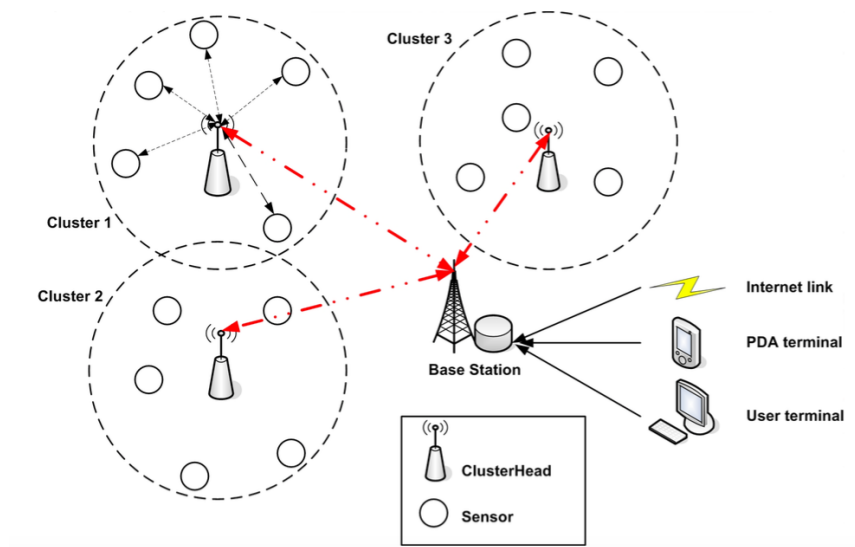 Cluster 3
Cluster 1
Cluster 2
Internet link
PDA terminal
Base Station
User terminal
ClusterHead
Sensor